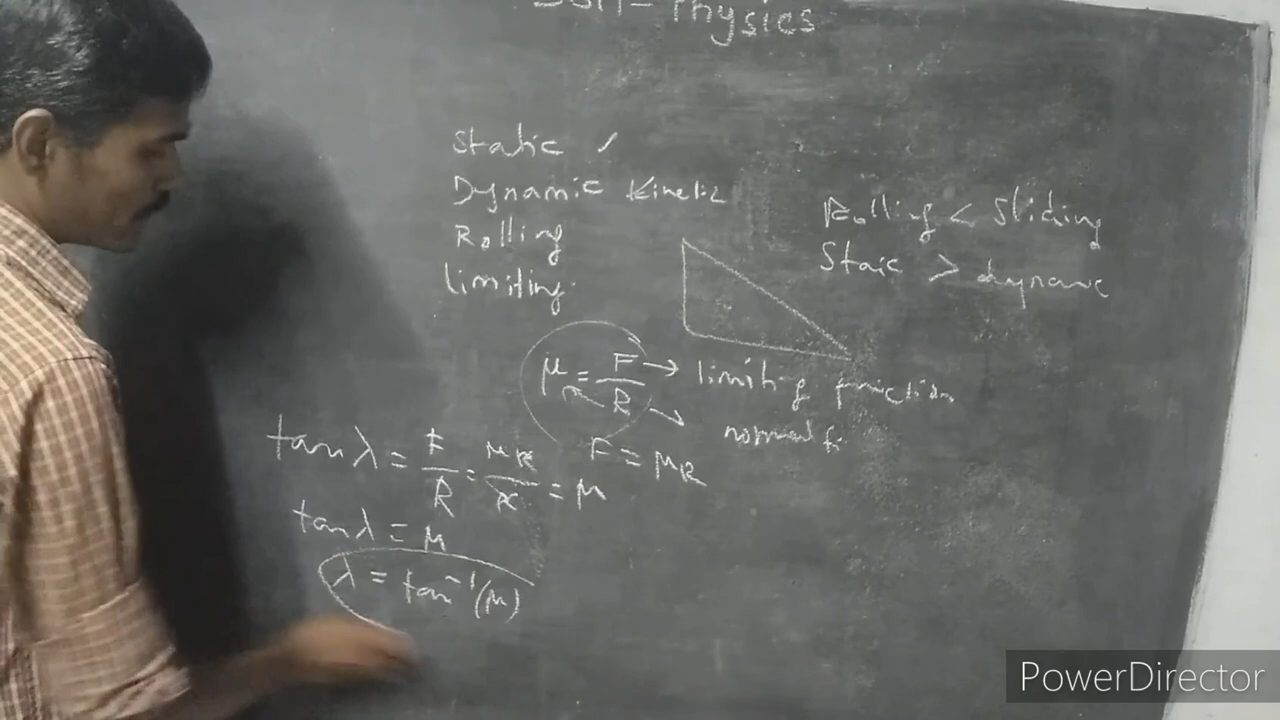 Physics
Static ✓
Dynamic Kinetic
Rolling
limiting
Rolling < Sliding
Staic > dynamic
μ = F/R → limiting friction
normal
F = μR
tan λ = F/R = μR/R = μ
tan λ = μ
λ = tan⁻¹(μ)
PowerDirector